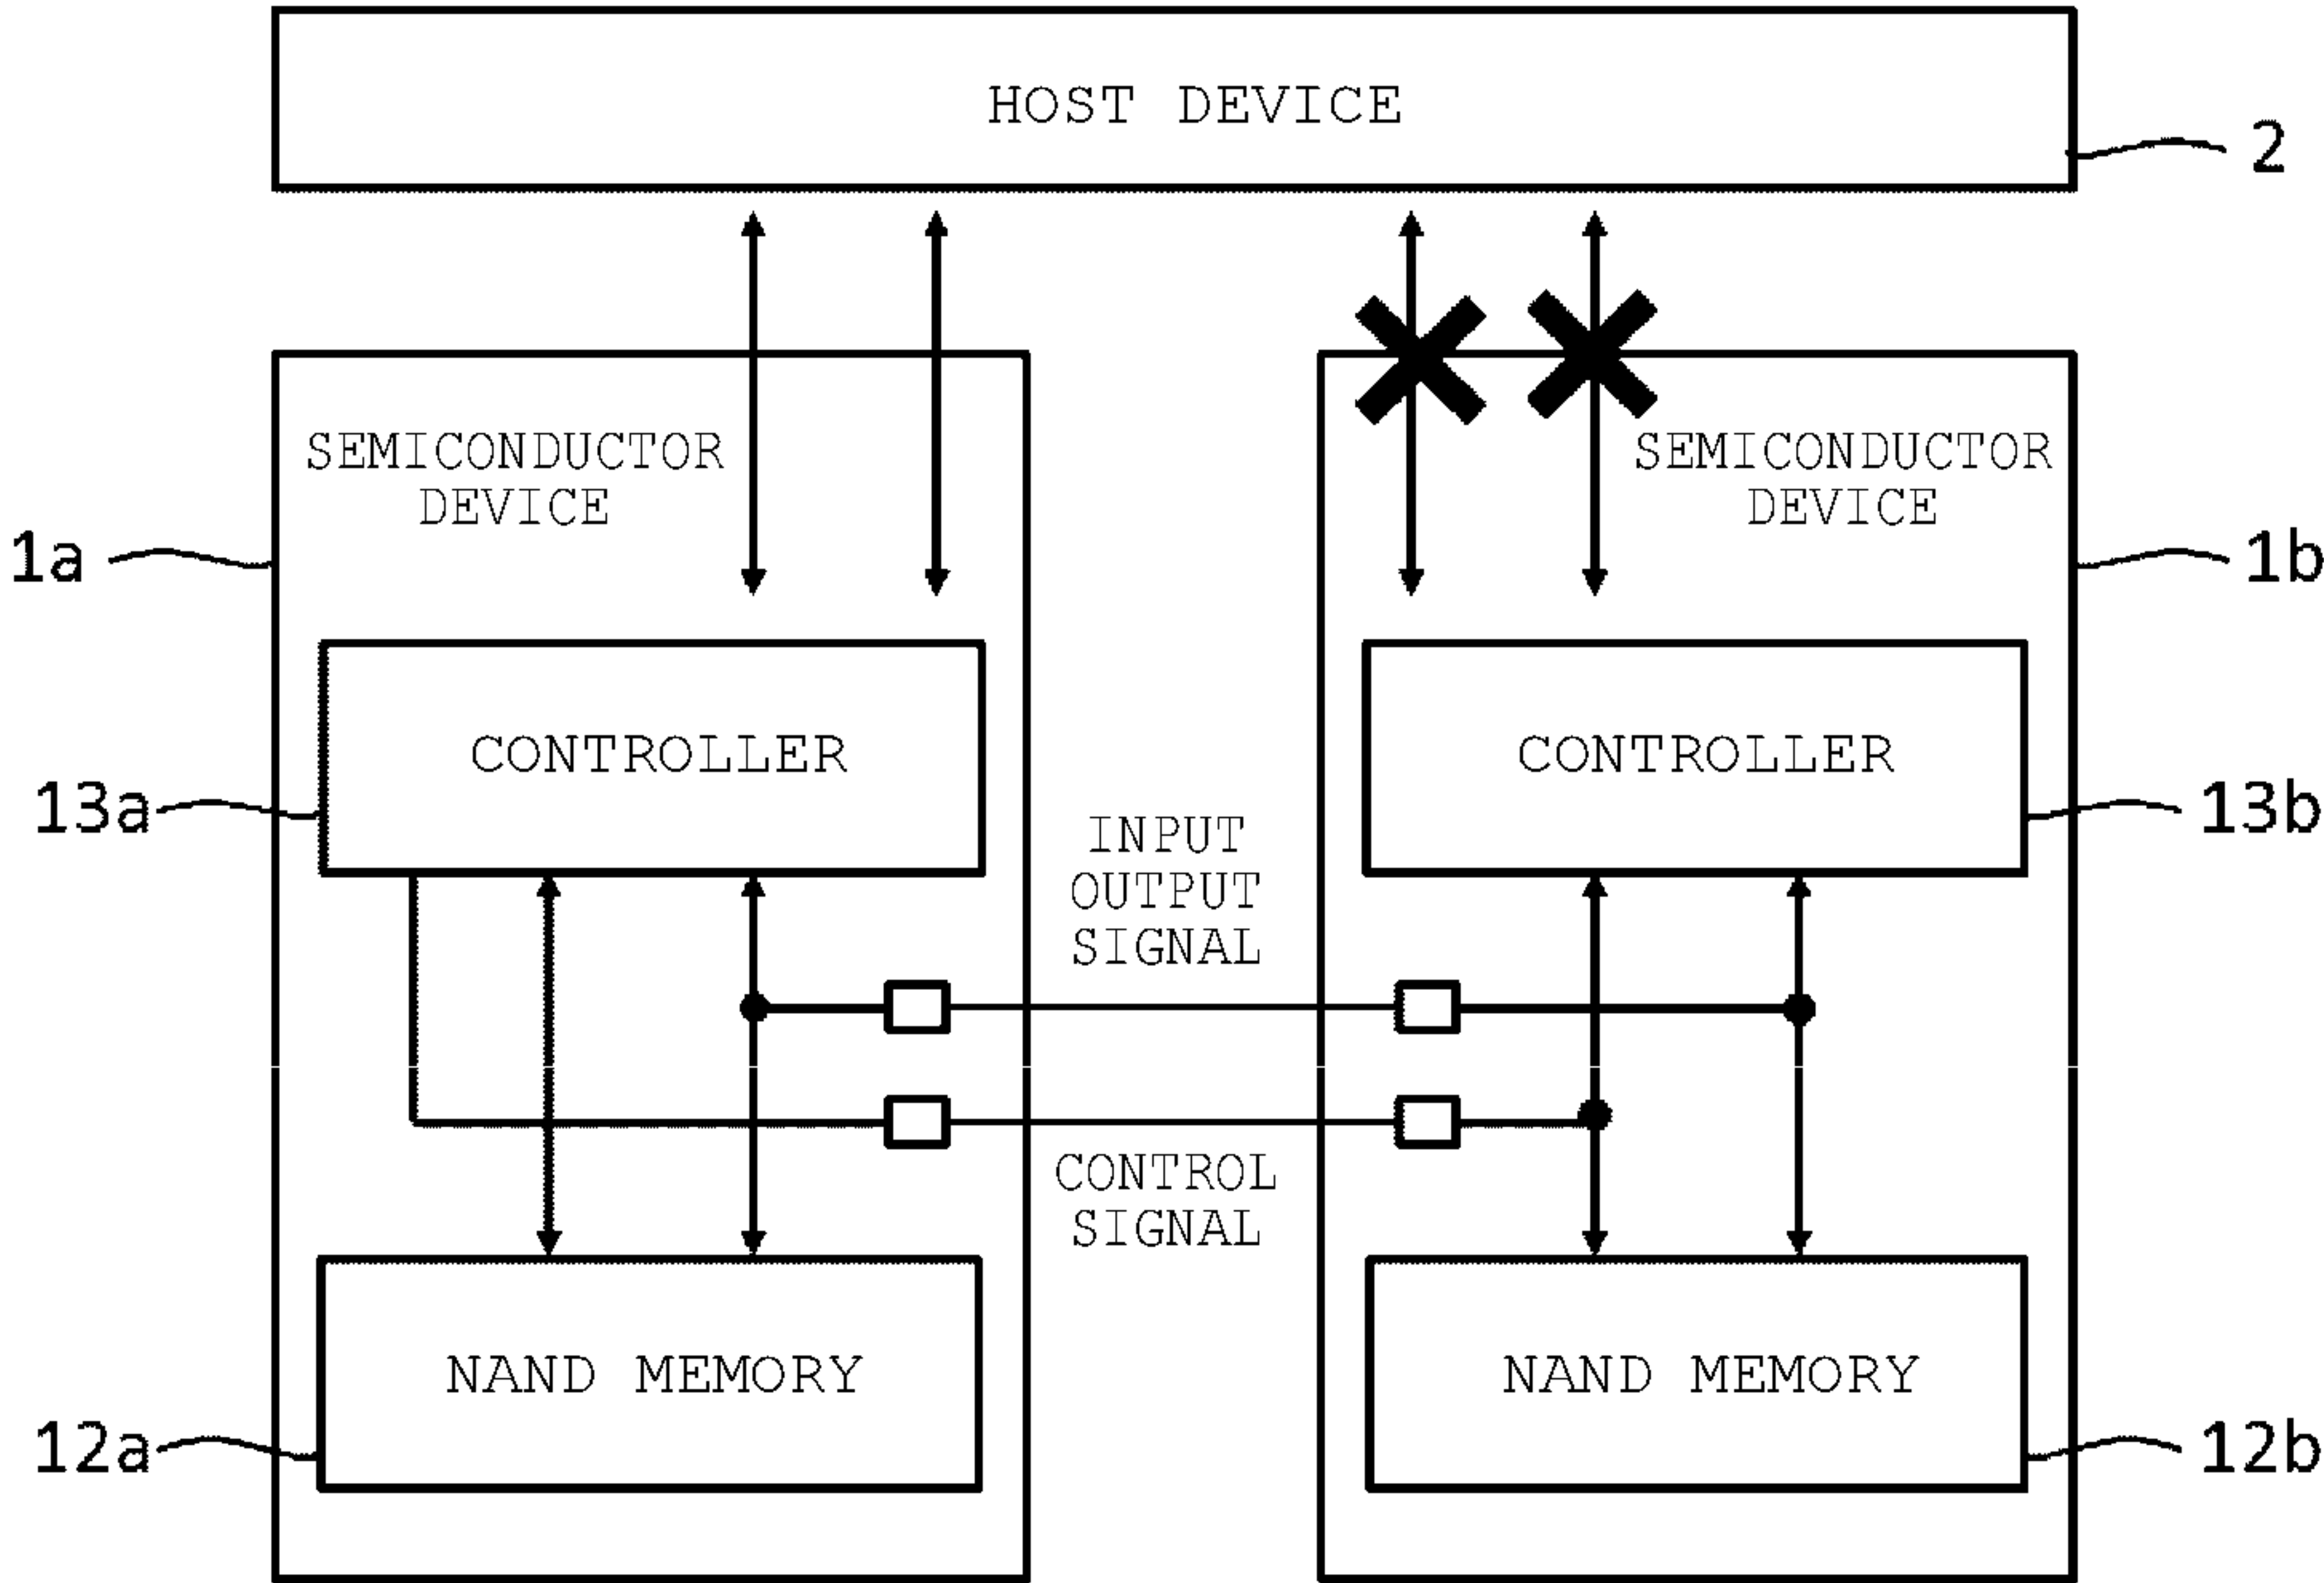 HOST DEVICE
2
SEMICONDUCTOR
DEVICE
SEMICONDUCTOR
DEVICE
1a
1b
CONTROLLER
CONTROLLER
13a
13b
INPUT
OUTPUT
SIGNAL
CONTROL
SIGNAL
NAND MEMORY
NAND MEMORY
12a
12b